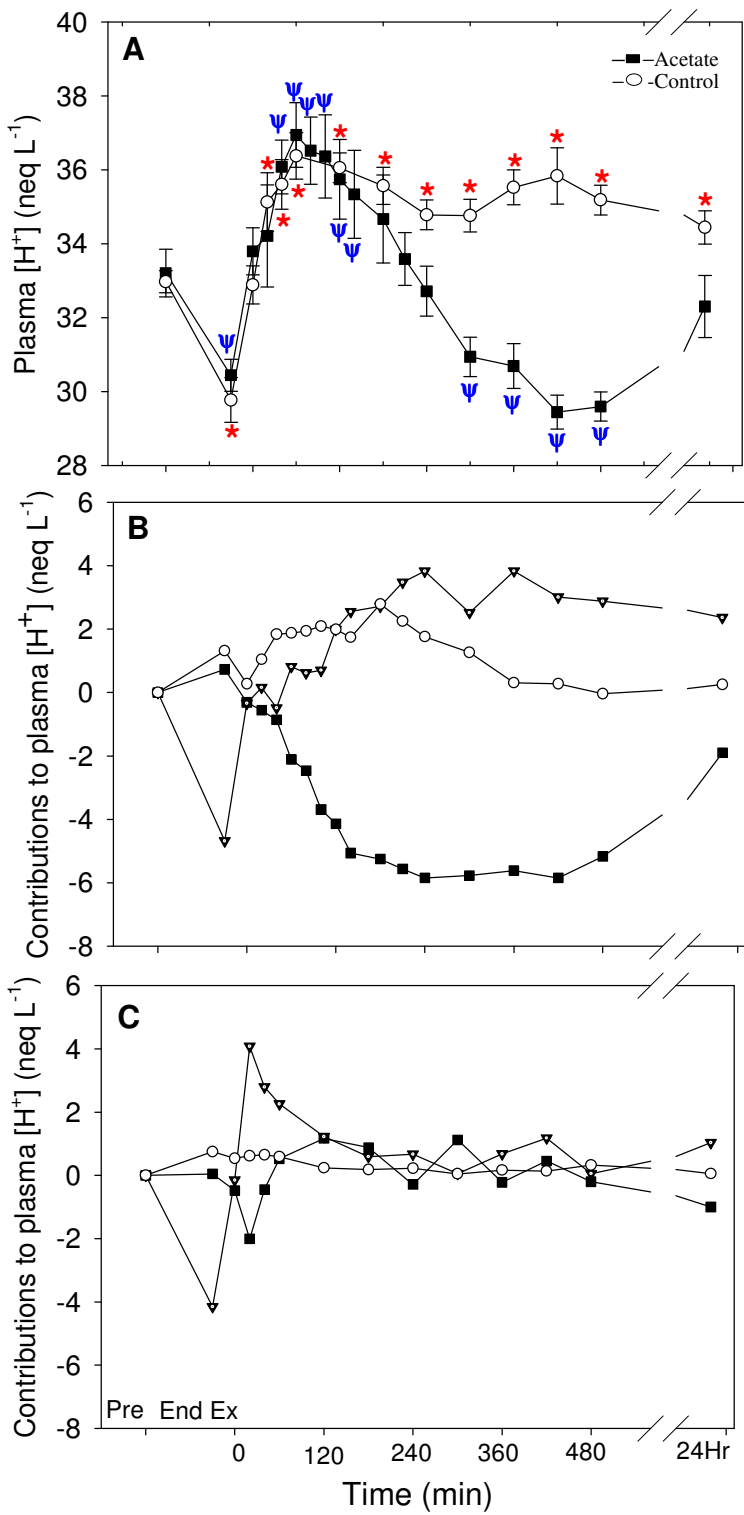 A
Acetate
-Control
40
38
36
34
32
30
28
Plasma [H+] (neq L-1)
ψ ψ ψ ψ ψ ψ ψ ψ ψ ψ ψ
* * * * * * * * * * * * *
B
6
4
2
0
-2
-4
-6
-8
Contributions to plasma [H+] (neq L-1)
C
6
4
2
0
-2
-4
-6
-8
Contributions to plasma [H+] (neq L-1)
Pre End Ex
0 120 240 360 480 24Hr
Time (min)